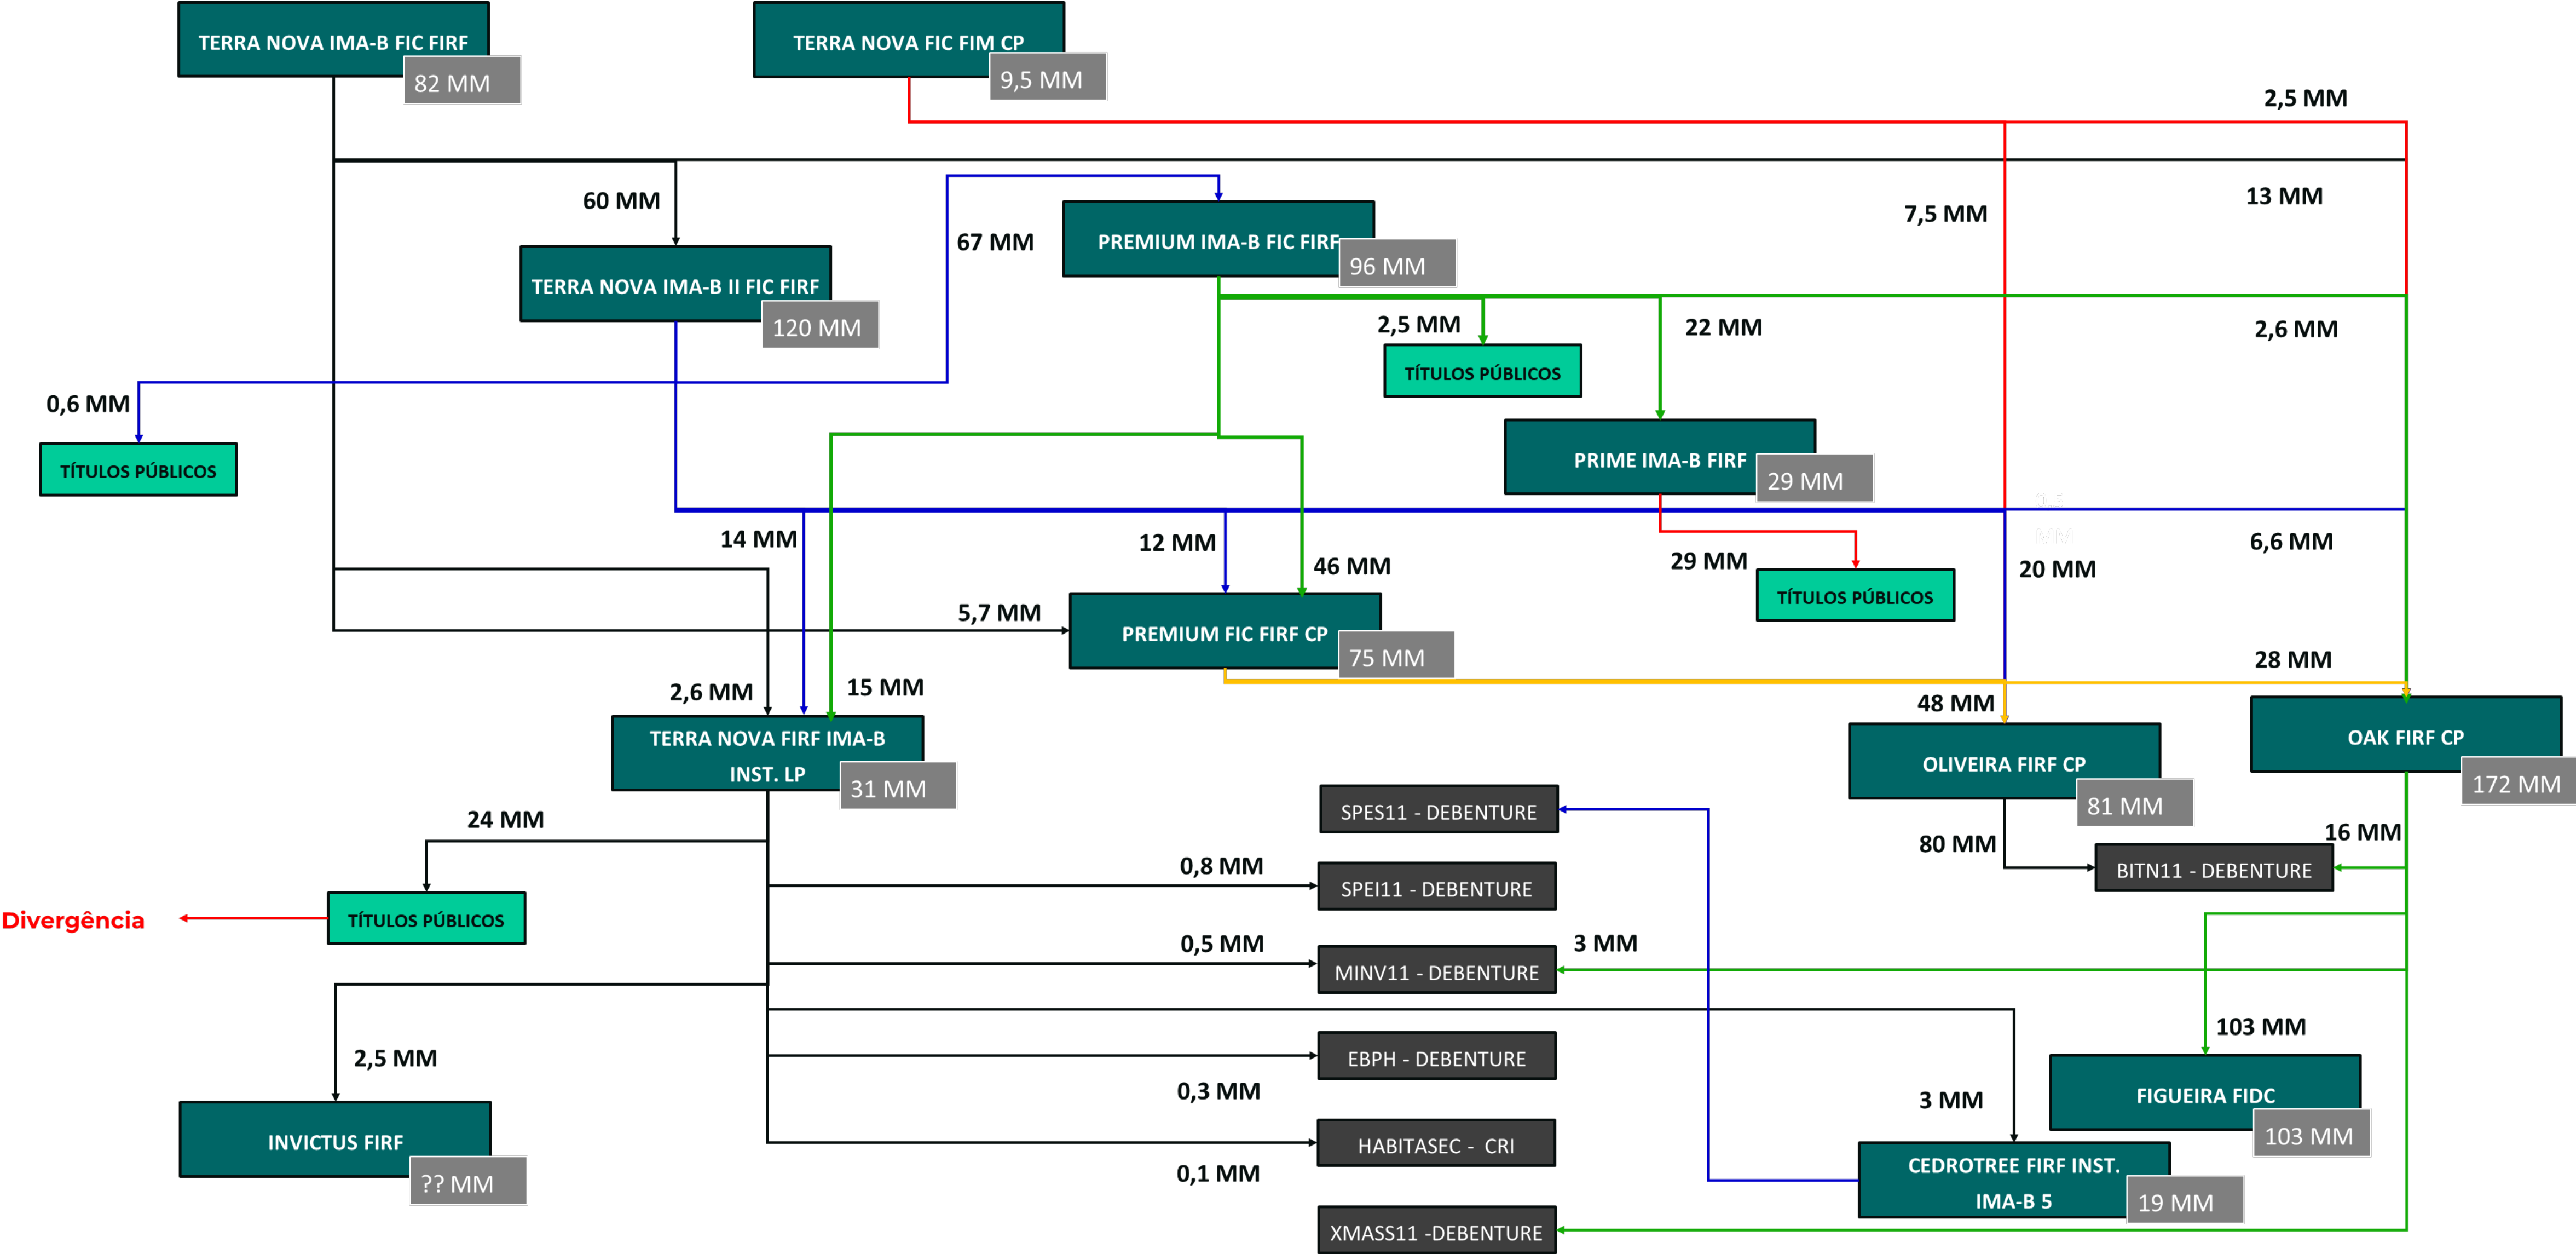 TERRA NOVA IMA-B FIC FIRF
82 MM
TERRA NOVA FIC FIM CP
9,5 MM
2,5 MM
60 MM
67 MM
PREMIUM IMA-B FIC FIRF
96 MM
7,5 MM
13 MM
TERRA NOVA IMA-B II FIC FIRF
120 MM
2,5 MM
22 MM
2,6 MM
TÍTULOS PÚBLICOS
0,6 MM
TÍTULOS PÚBLICOS
PRIME IMA-B FIRF
29 MM
0,5
MM
14 MM
12 MM
46 MM
29 MM
20 MM
6,6 MM
TÍTULOS PÚBLICOS
5,7 MM
PREMIUM FIC FIRF CP
75 MM
28 MM
2,6 MM
15 MM
48 MM
TERRA NOVA FIRF IMA-B
INST. LP
31 MM
OLIVEIRA FIRF CP
81 MM
OAK FIRF CP
172 MM
24 MM
SPES11 - DEBENTURE
80 MM
16 MM
BITN11 - DEBENTURE
0,8 MM
SPEI11 - DEBENTURE
Divergência
TÍTULOS PÚBLICOS
0,5 MM
MINV11 - DEBENTURE
3 MM
103 MM
2,5 MM
EBPH - DEBENTURE
0,3 MM
3 MM
FIGUEIRA FIDC
103 MM
INVICTUS FIRF
?? MM
HABITASEC - CRI
0,1 MM
CEDROTREE FIRF INST.
IMA-B 5
19 MM
XMASS11 -DEBENTURE